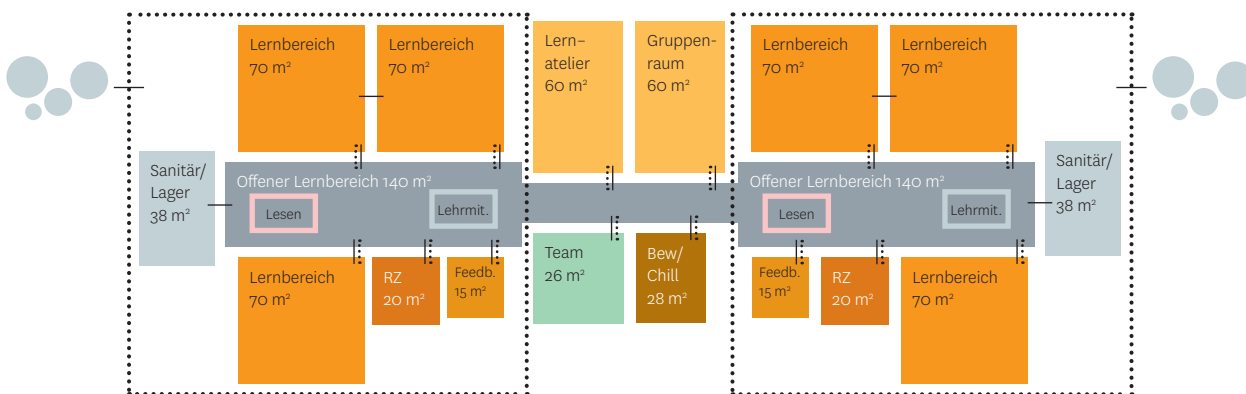 Lernbereich
70 m²
Lernbereich
70 m²
Lern–
atelier
60 m²
Gruppen-
raum
60 m²
Lernbereich
70 m²
Lernbereich
70 m²
Sanitär/
Lager
38 m²
Offener Lernbereich 140 m²
Lesen
Lehrmit.
Offener Lernbereich 140 m²
Lesen
Lehrmit.
Sanitär/
Lager
38 m²
Lernbereich
70 m²
RZ
20 m²
Feedb.
15 m²
Team
26 m²
Bew/
Chill
28 m²
Feedb.
15 m²
RZ
20 m²
Lernbereich
70 m²